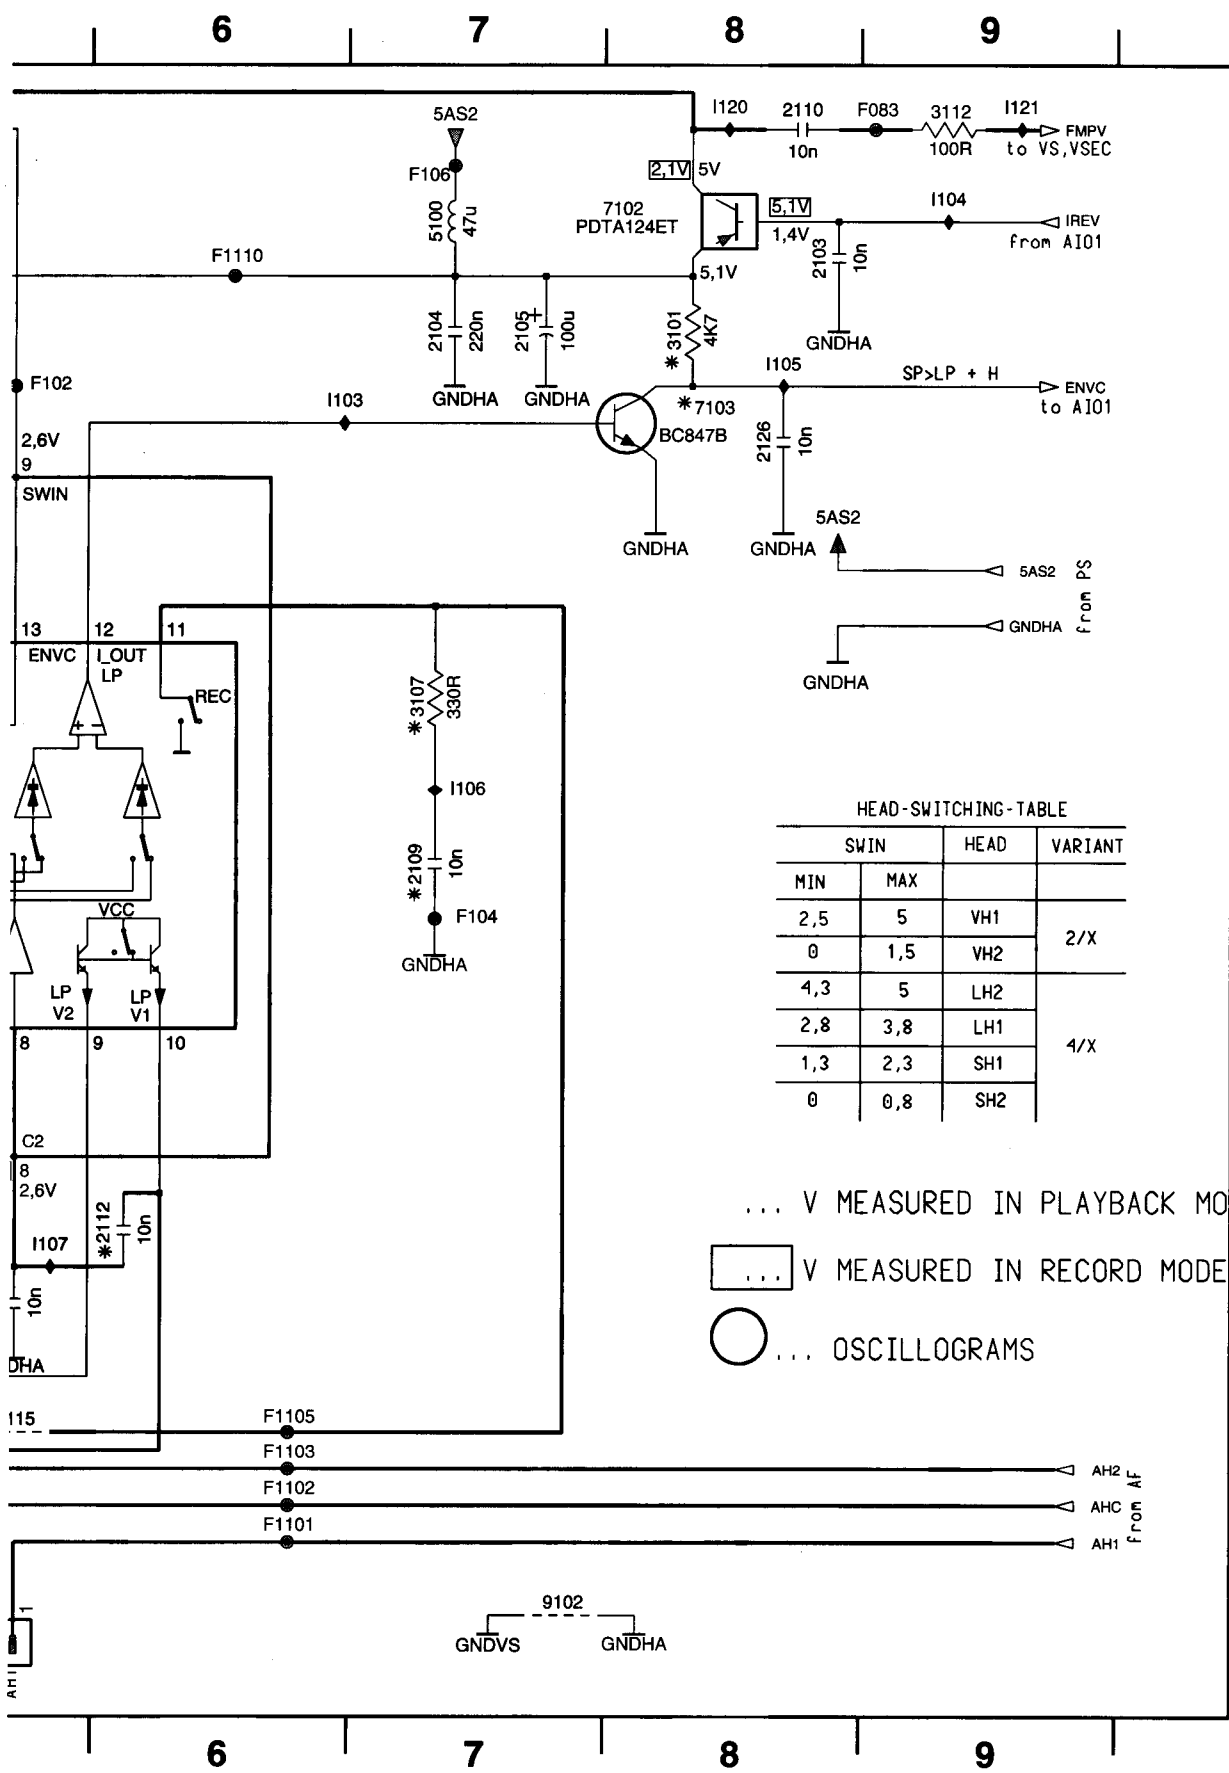 6 7 8 9
5AS2
F106
5100
47u
F1110
I120 2110 F083 3112 I121
10n 100R
FMPV
to VS,VSEC
2,1V 5V
7102
PDTA124ET
5,1V
1,4V
I104
IREV
from AIO1
2103
10n
5,1V
2104
220n
2105 +
100u
*3101
4K7
GNDHA
GNDHA GNDHA
F102
I103
I105
SP>LP + H
ENVC
to AIO1
*7103
BC847B
2126
10n
2,6V
9
SWIN
GNDHA GNDHA
5AS2
5AS2
GNDHA
from PS
GNDHA
13 12 11
ENVC I_OUT
LP
REC
+ -
*3107
330R
I106
*2109
10n
F104
GNDHA
VCC
LP LP
V2 V1
8 9 10
HEAD-SWITCHING-TABLE
SWIN HEAD VARIANT
MIN MAX
2,5 5 VH1 2/X
0 1,5 VH2
4,3 5 LH2
2,8 3,8 LH1 4/X
1,3 2,3 SH1
0 0,8 SH2
C2
8
2,6V
*2112
10n
I107
10n
DHA
... V MEASURED IN PLAYBACK MO
... V MEASURED IN RECORD MODE
... OSCILLOGRAMS
115
F1105
F1103
F1102
F1101
AH2
AHC
AH1
from AF
1
AH1
9102
GNDVS GNDHA
6 7 8 9